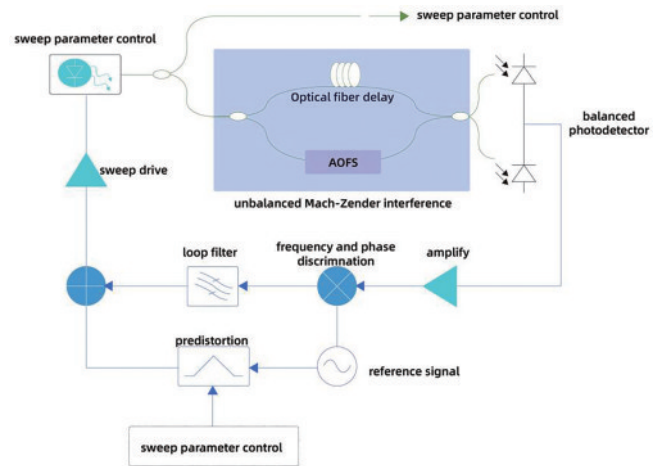 sweep parameter control
sweep parameter control
Optical fiber delay
balanced
photodetector
AOFS
sweep drive
unbalanced Mach-Zender interference
frequency and phase
discrimnation
loop filter
amplify
predistortion
reference signal
sweep parameter control